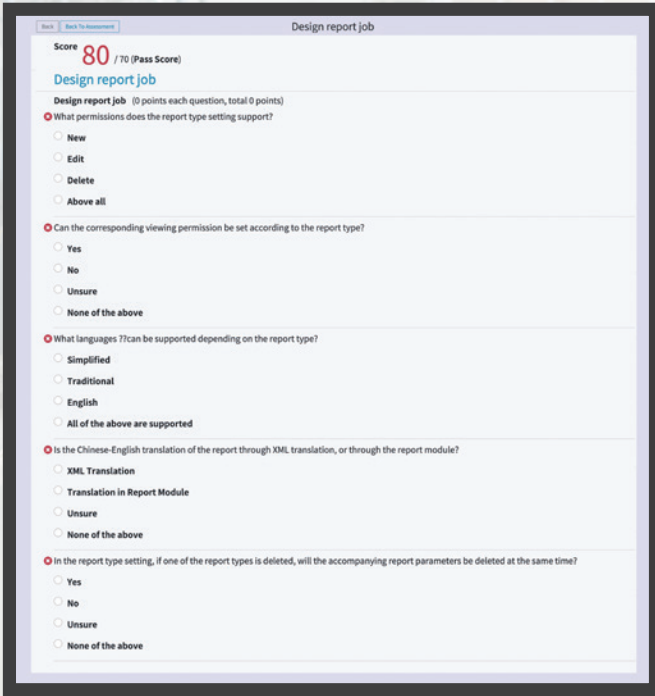 Back Back To Assessment Design report job
Score 80 / 70 (Pass Score)
Design report job
Design report job (0 points each question, total 0 points)
What permissions does the report type setting support?
New
Edit
Delete
Above all
Can the corresponding viewing permission be set according to the report type?
Yes
No
Unsure
None of the above
What languages ??can be supported depending on the report type?
Simplified
Traditional
English
All of the above are supported
Is the Chinese-English translation of the report through XML translation, or through the report module?
XML Translation
Translation in Report Module
Unsure
None of the above
In the report type setting, if one of the report types is deleted, will the accompanying report parameters be deleted at the same time?
Yes
No
Unsure
None of the above